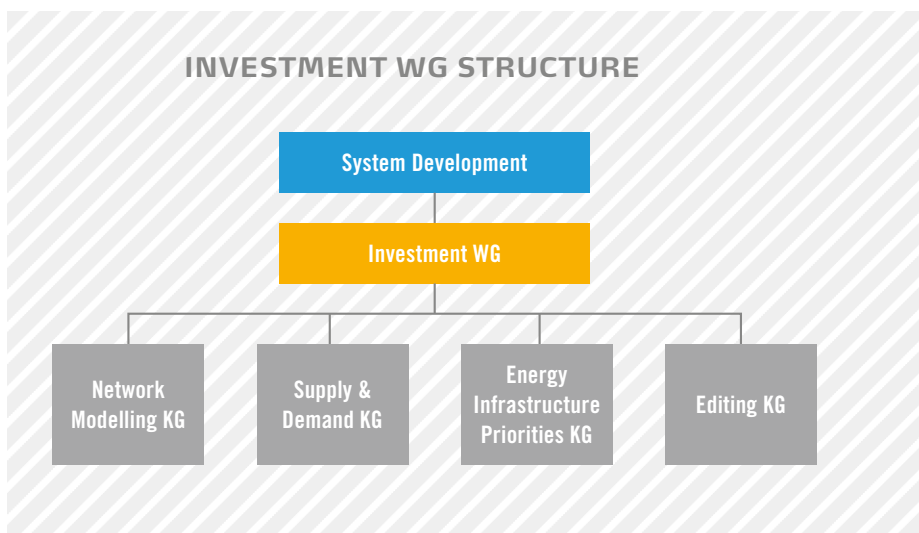 INVESTMENT WG STRUCTURE
System Development
Investment WG
Network
Modelling KG
Supply &
Demand KG
Energy
Infrastructure
Priorities KG
Editing KG